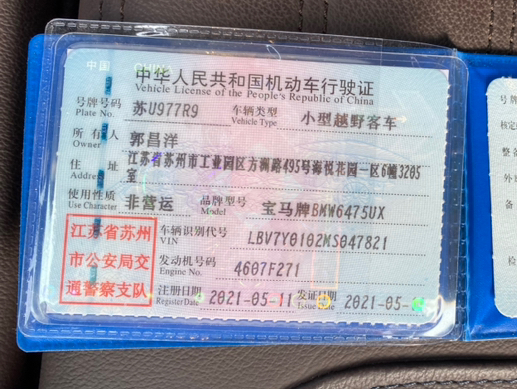 中国 CHINA
中华人民共和国机动车行驶证
Vehicle License of the People's Republic of China
号牌号码 苏U977R9 车辆类型 小型越野客车
Plate No. Vehicle Type
所有人 郭昌洋
Owner
住址 江苏省苏州市工业园区方洲路495号海悦花园一区6幢3205
Address 室
使用性质 非营运 品牌型号 宝马牌BMW6475UX
Use Character Model
江苏省苏州 车辆识别代号 LBV7Y0102MS047821
VIN
市公安局交 发动机号码 4607F271
Engine No.
通警察支队 注册日期 2021-05-11 发证日期 2021-05-
Register Date Issue Date